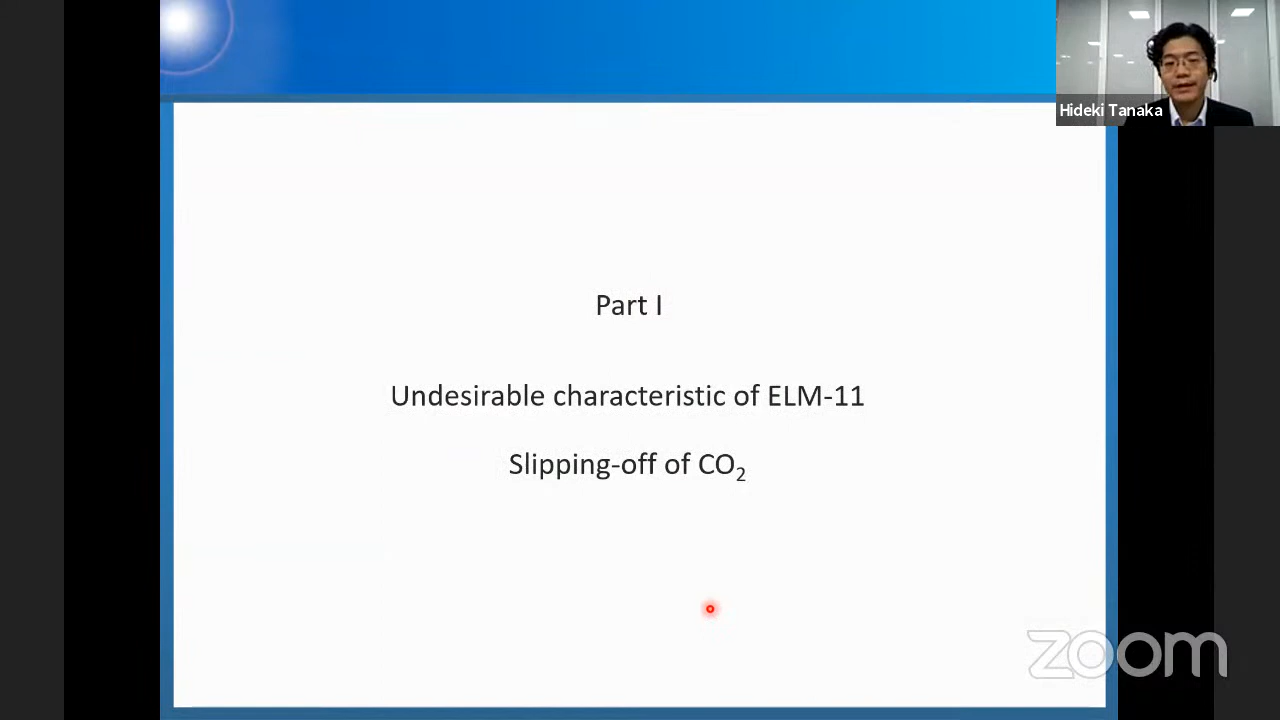 Hideki Tanaka
Part I
Undesirable characteristic of ELM-11
Slipping-off of CO₂
zoom